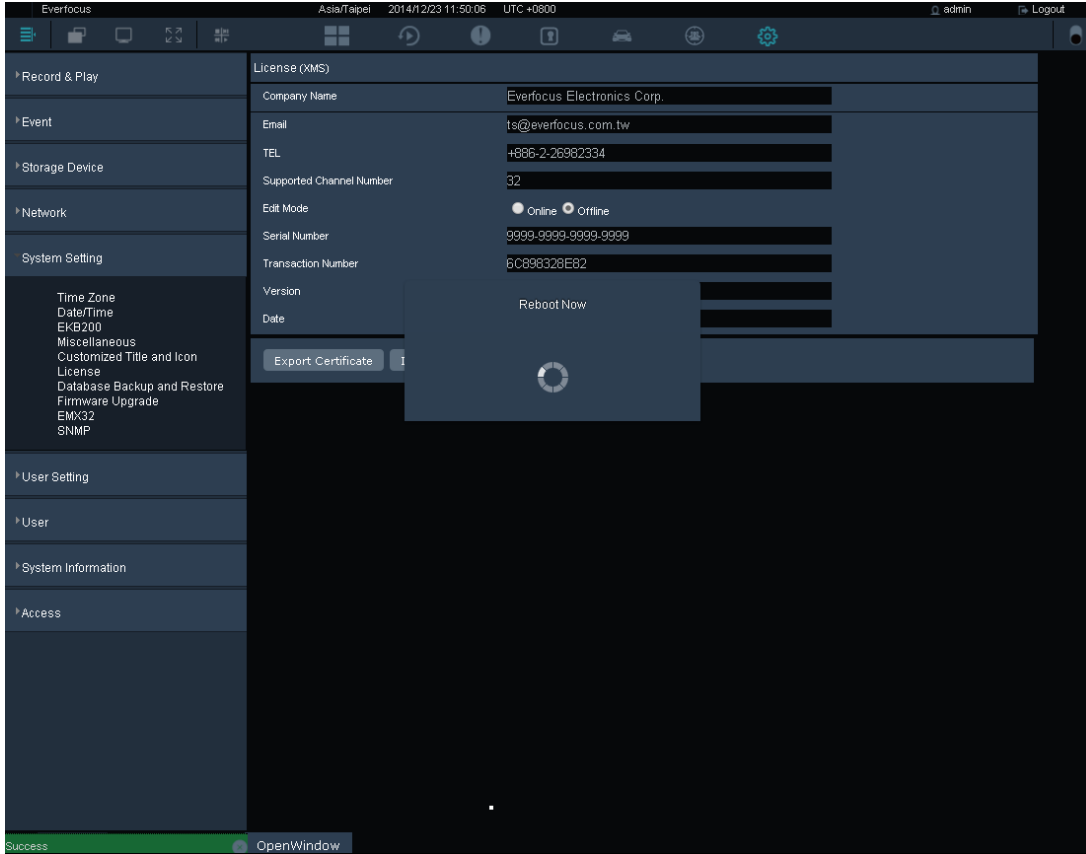 Everfocus Asia/Taipei 2014/12/23 11:50:06 UTC +0800 admin Logout
Record & Play
Event
Storage Device
Network
System Setting
Time Zone
Date/Time
EKB200
Miscellaneous
Customized Title and Icon
License
Database Backup and Restore
Firmware Upgrade
EMX32
SNMP
User Setting
User
System Information
Access
License (XMS)
Company Name Everfocus Electronics Corp.
Email ts@everfocus.com.tw
TEL +886-2-26982334
Supported Channel Number 32
Edit Mode Online Offline
Serial Number 9999-9999-9999-9999
Transaction Number 6C898328E82
Version
Date
Reboot Now
Export Certificate
Success OpenWindow